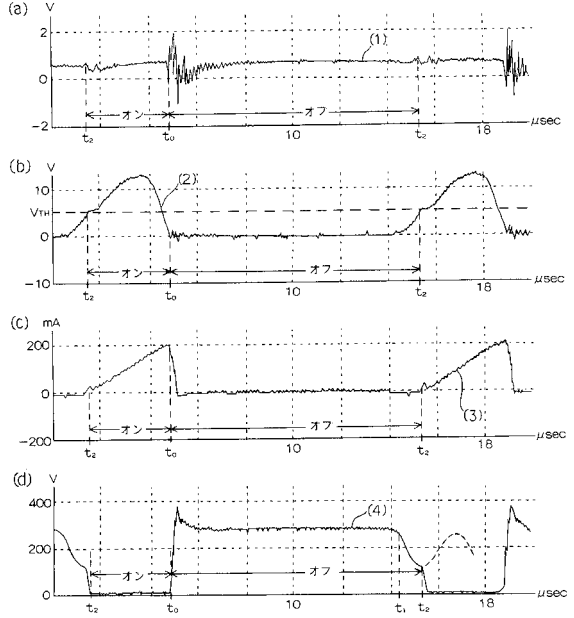 (a)
V
2
0
-2
(1)
オン
オフ
t₂
t₀
10
t₂
18
μsec
(b)
V
10
V_TH
0
-10
(2)
オン
オフ
t₂
t₀
10
t₂
18
μsec
(c)
mA
200
0
-200
(3)
オン
オフ
t₂
t₀
10
t₂
18
μsec
(d)
V
400
200
0
(4)
オン
オフ
t₂
t₀
10
t₁
t₂
18
μsec